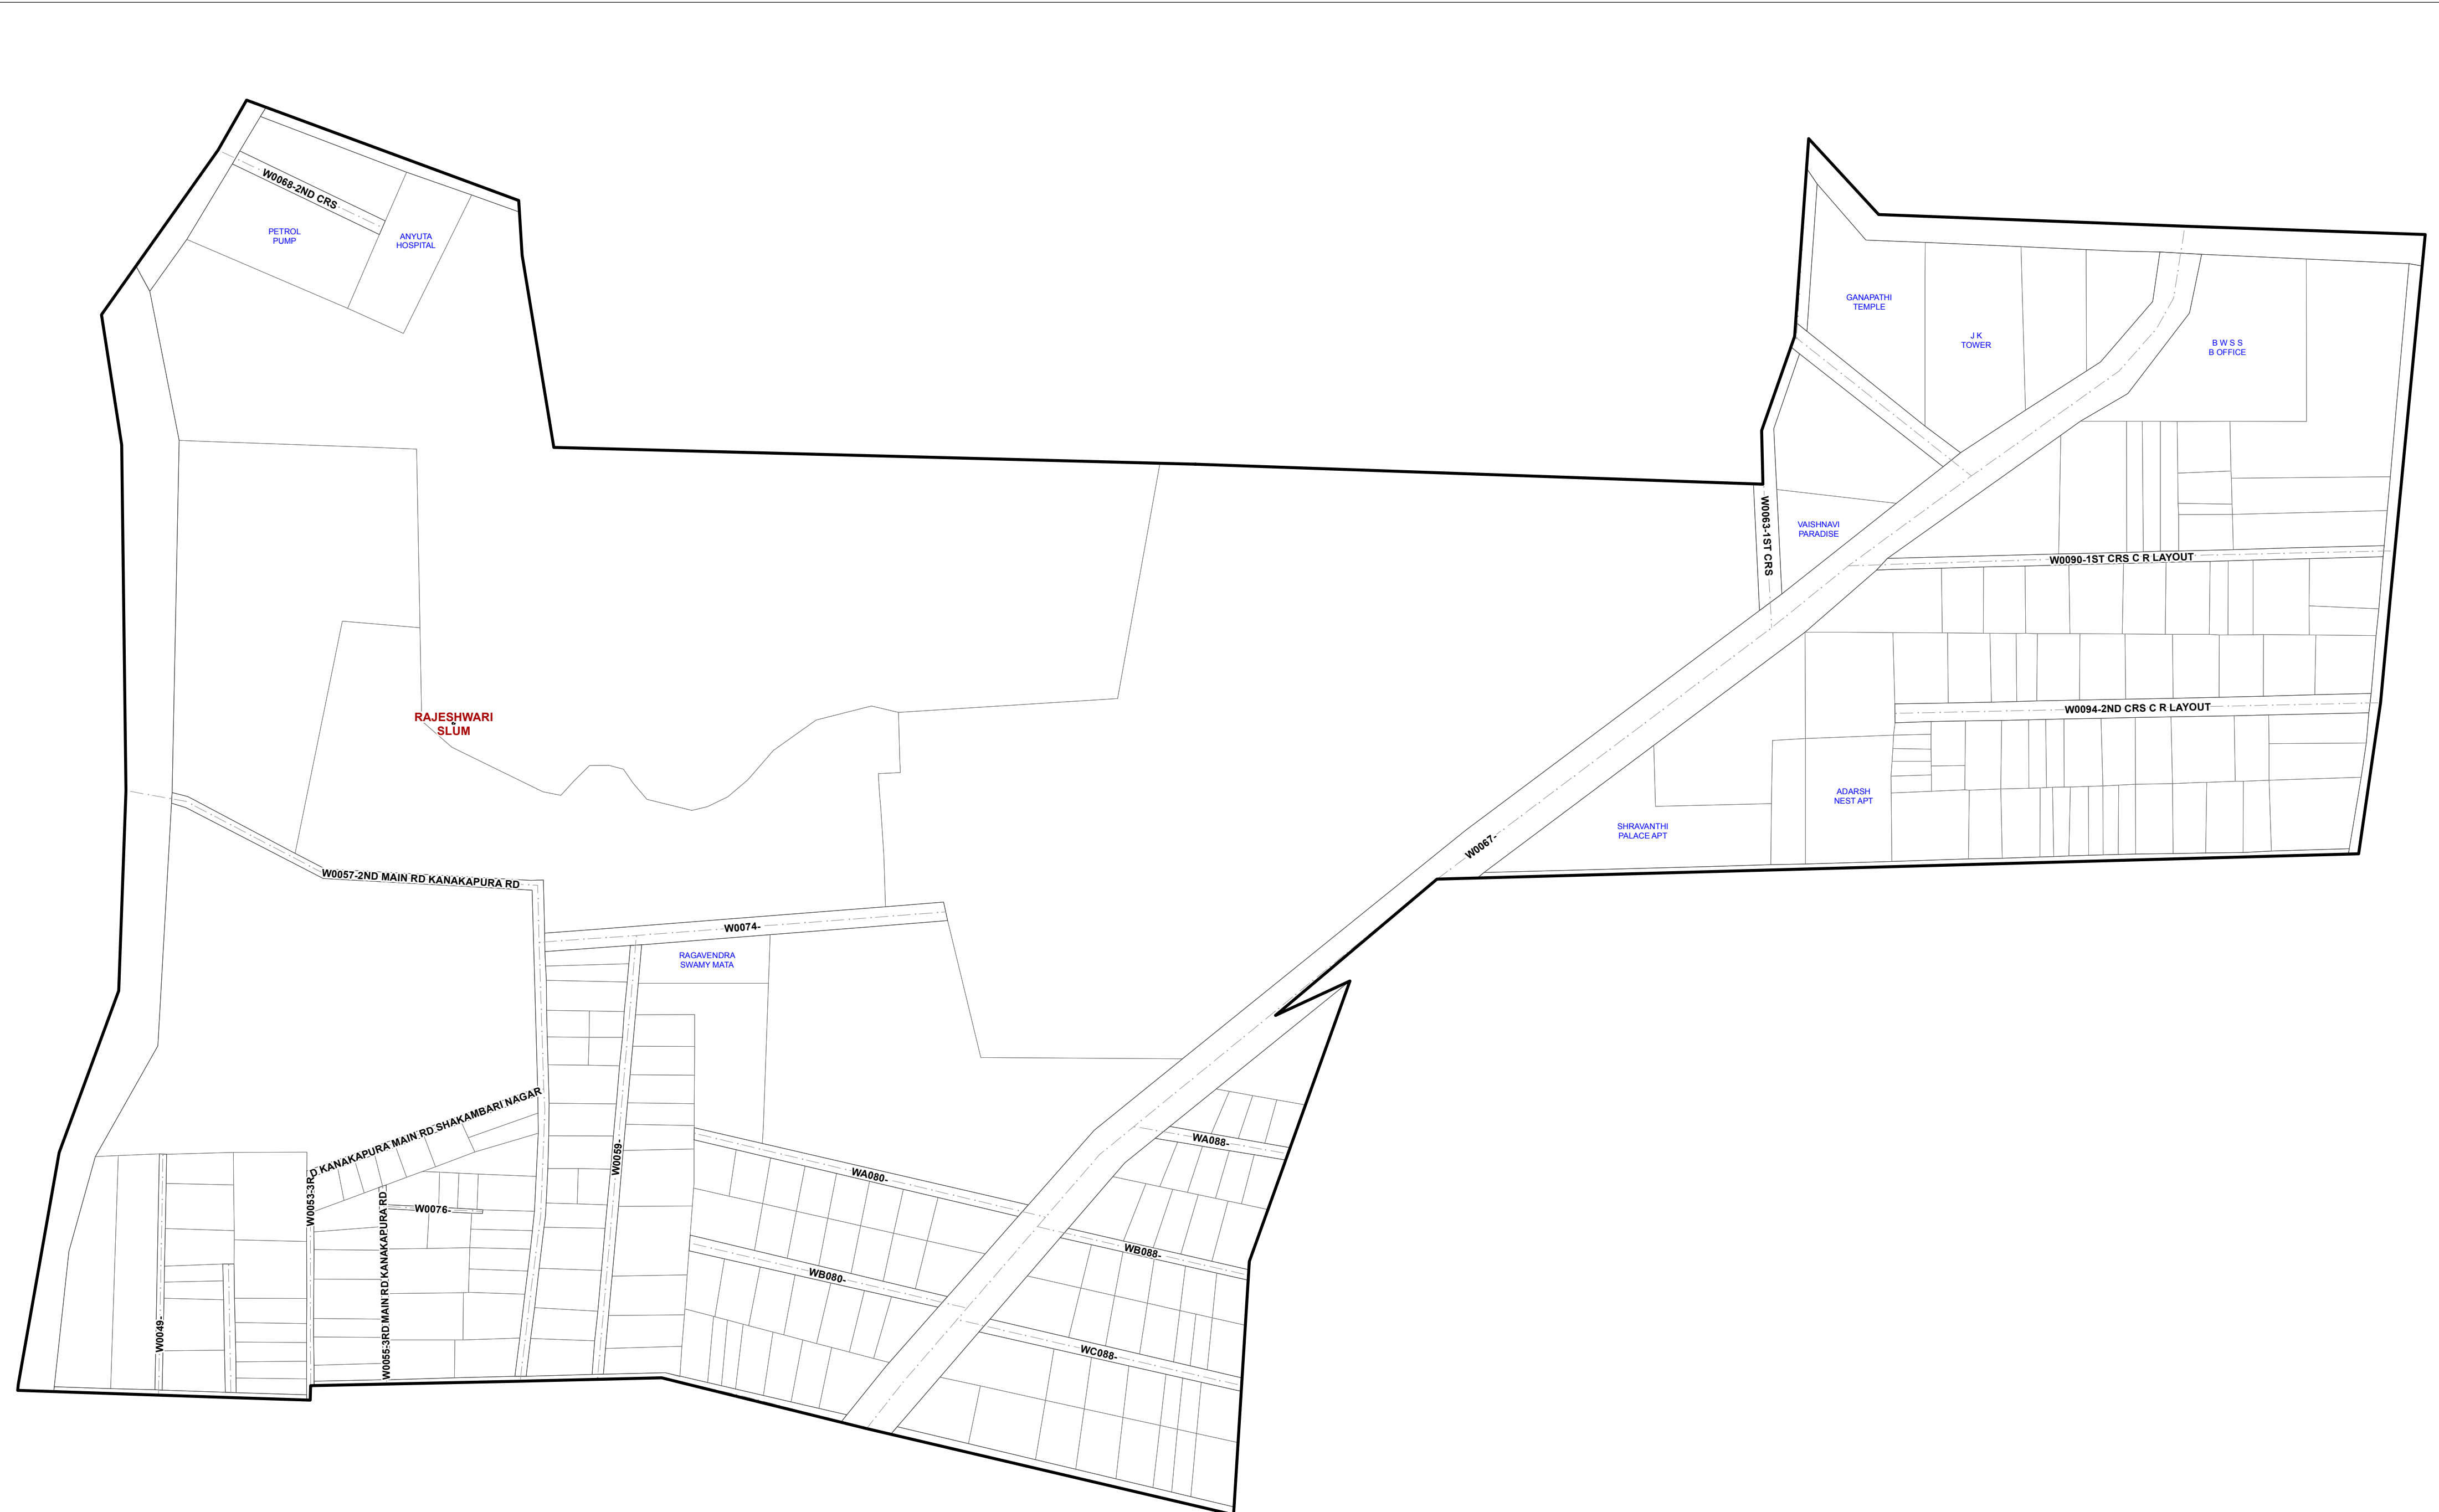 W0068-2ND CRS
PETROL
PUMP
ANYUTA
HOSPITAL
GANAPATHI
TEMPLE
J K
TOWER
B W S S
B OFFICE
W0063-1ST CRS
VAISHNAVI
PARADISE
W0090-1ST CRS C R LAYOUT
RAJESHWARI
SLUM
W0094-2ND CRS C R LAYOUT
ADARSH
NEST APT
SHRAVANTHI
PALACE APT
W0067-
W0057-2ND MAIN RD KANAKAPURA RD
W0074-
RAGAVENDRA
SWAMY MATA
W0053-3RD KANAKAPURA MAIN RD SHAKAMBARI NAGAR
W0059-
WA088-
WA080-
W0076-
W0055-3RD MAIN RD KANAKAPURA RD
WB088-
WB080-
W0049-
WC088-